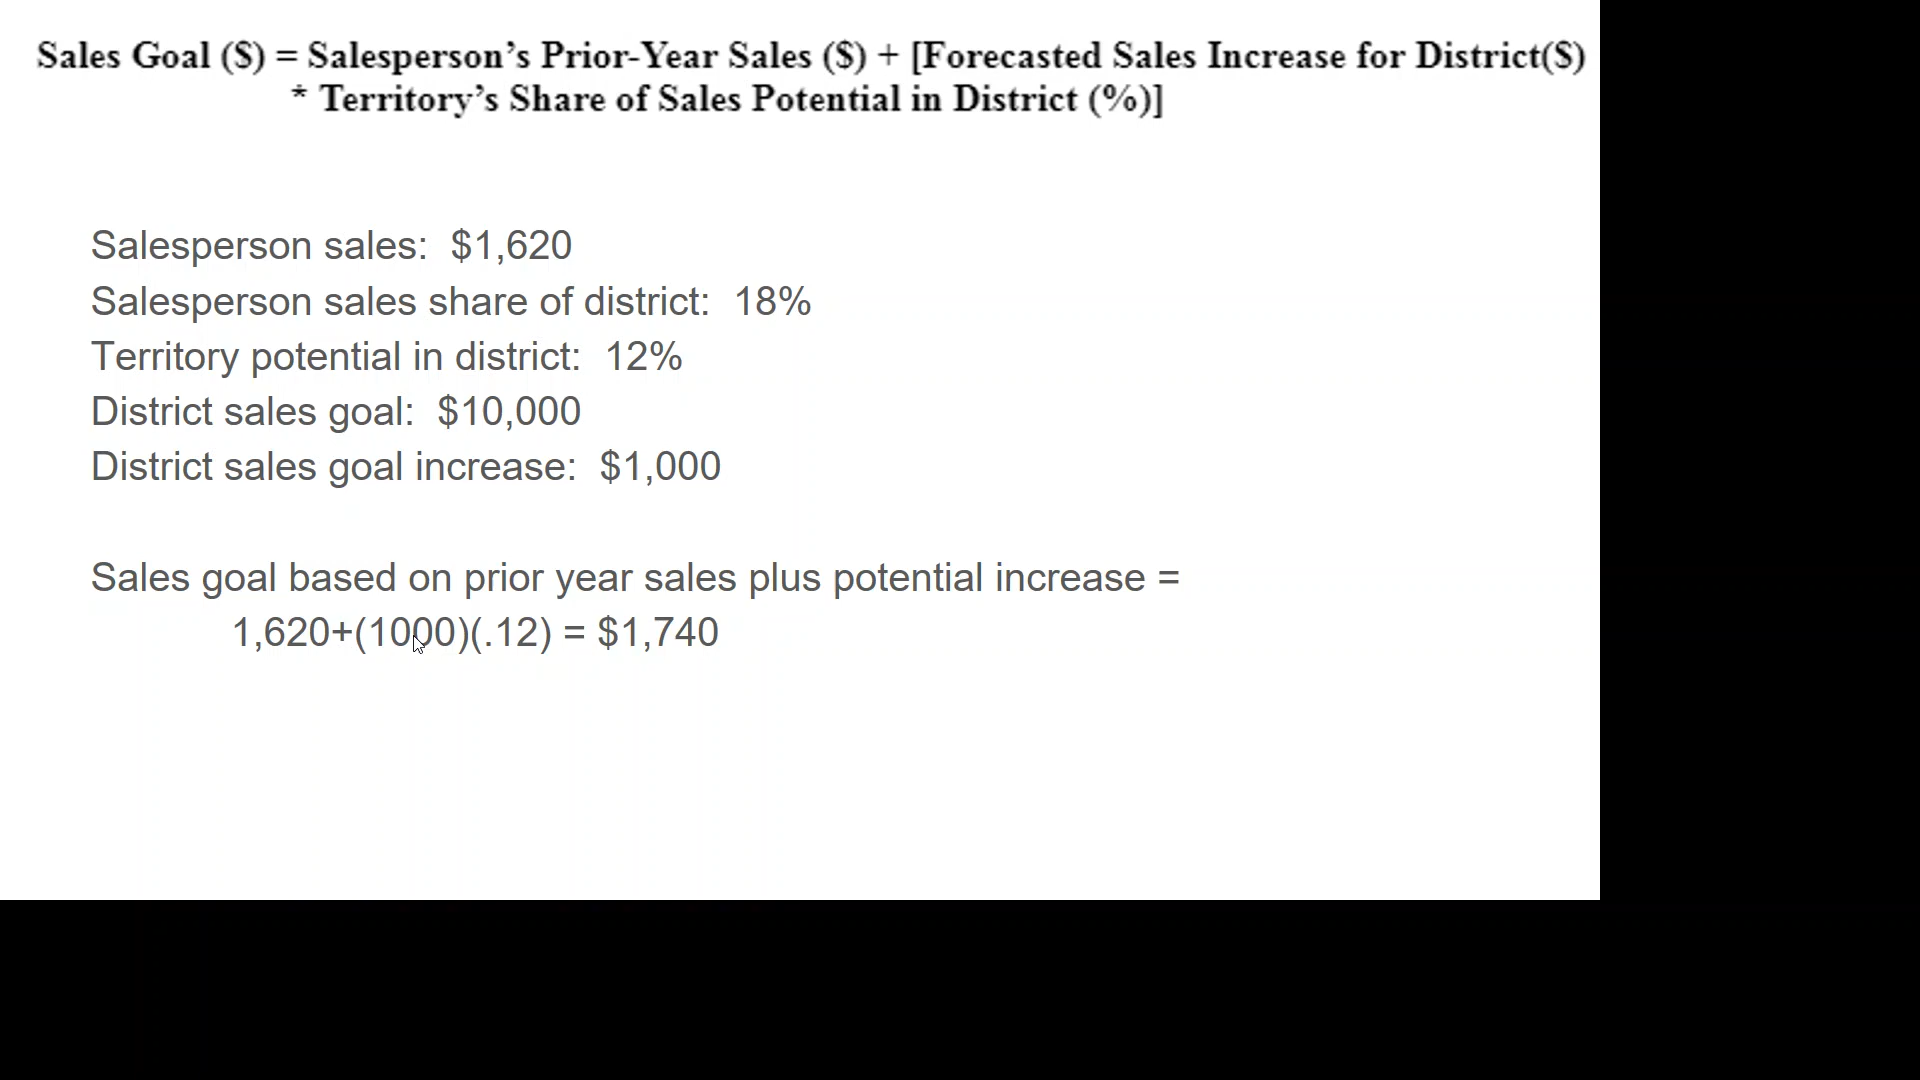 Sales Goal ($) = Salesperson’s Prior-Year Sales ($) + [Forecasted Sales Increase for District($)
* Territory’s Share of Sales Potential in District (%)]
Salesperson sales: $1,620
Salesperson sales share of district: 18%
Territory potential in district: 12%
District sales goal: $10,000
District sales goal increase: $1,000
Sales goal based on prior year sales plus potential increase =
1,620+(1000)(.12) = $1,740